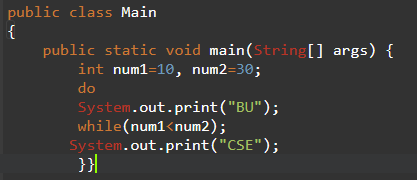 public class Main
{
    public static void main(String[] args) {
        int num1=10, num2=30;
        do
        System.out.print("BU");
        while(num1<num2);
       System.out.print("CSE");
        }}